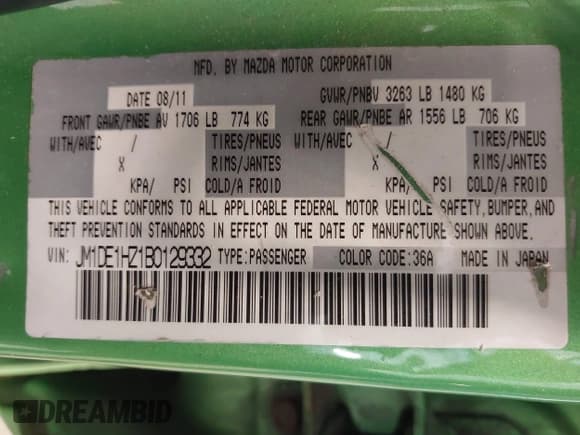 MFD. BY MAZDA MOTOR CORPORATION
DATE 08/11 GVWR/PNBV 3263 LB 1480 KG
FRONT GAWR/PNBE AV 1706 LB 774 KG REAR GAWR/PNBE AR 1556 LB 706 KG
WITH/AVEC / TIRES/PNEUS WITH/AVEC / TIRES/PNEUS
X RIMS/JANTES X RIMS/JANTES
KPA/ PSI COLD/A FROID KPA/ PSI COLD/A FROID
THIS VEHICLE CONFORMS TO ALL APPLICABLE FEDERAL MOTOR VEHICLE SAFETY, BUMPER, AND
THEFT PREVENTION STANDARDS IN EFFECT ON THE DATE OF MANUFACTURE SHOWN ABOVE.
VIN: JM1DE1HZ1B0129332 TYPE:PASSENGER COLOR CODE:36A MADE IN JAPAN
DREAMBID